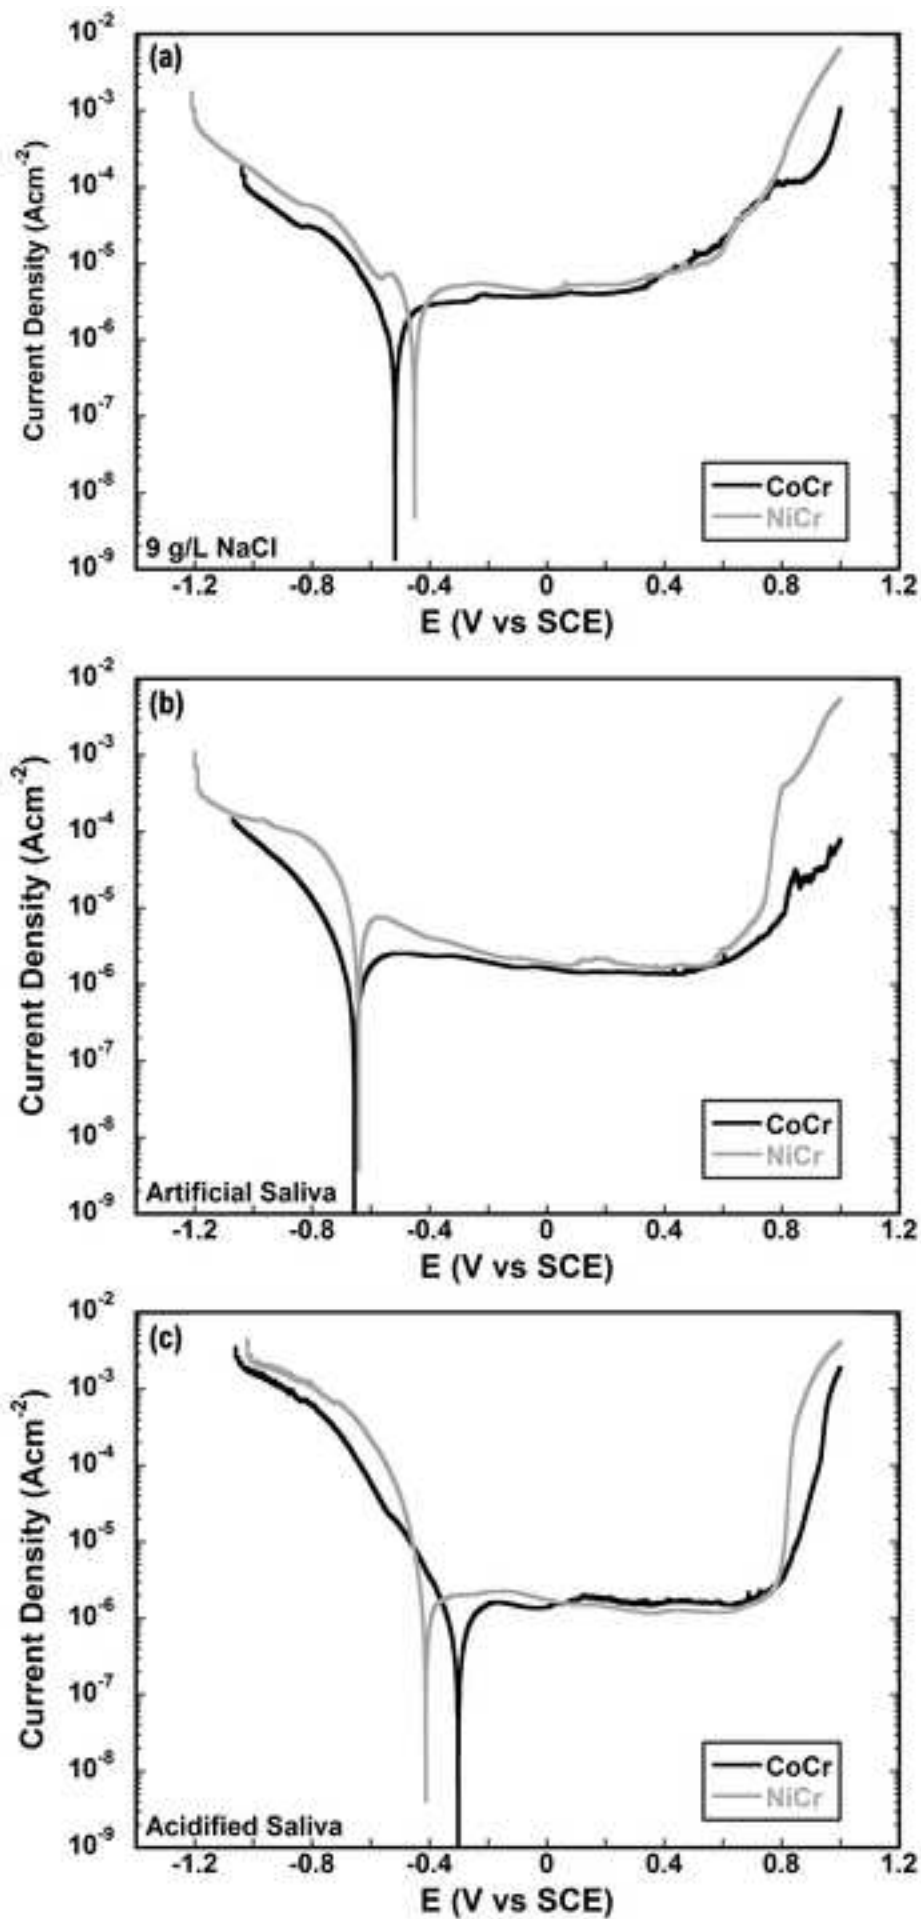 (a)
10-2
10-3
10-4
10-5
10-6
10-7
10-8
10-9
Current Density (Acm-2)
CoCr
NiCr
9 g/L NaCl
-1.2 -0.8 -0.4 0 0.4 0.8 1.2
E (V vs SCE)
(b)
10-2
10-3
10-4
10-5
10-6
10-7
10-8
10-9
Current Density (Acm-2)
CoCr
NiCr
Artificial Saliva
-1.2 -0.8 -0.4 0 0.4 0.8 1.2
E (V vs SCE)
(c)
10-2
10-3
10-4
10-5
10-6
10-7
10-8
10-9
Current Density (Acm-2)
CoCr
NiCr
Acidified Saliva
-1.2 -0.8 -0.4 0 0.4 0.8 1.2
E (V vs SCE)